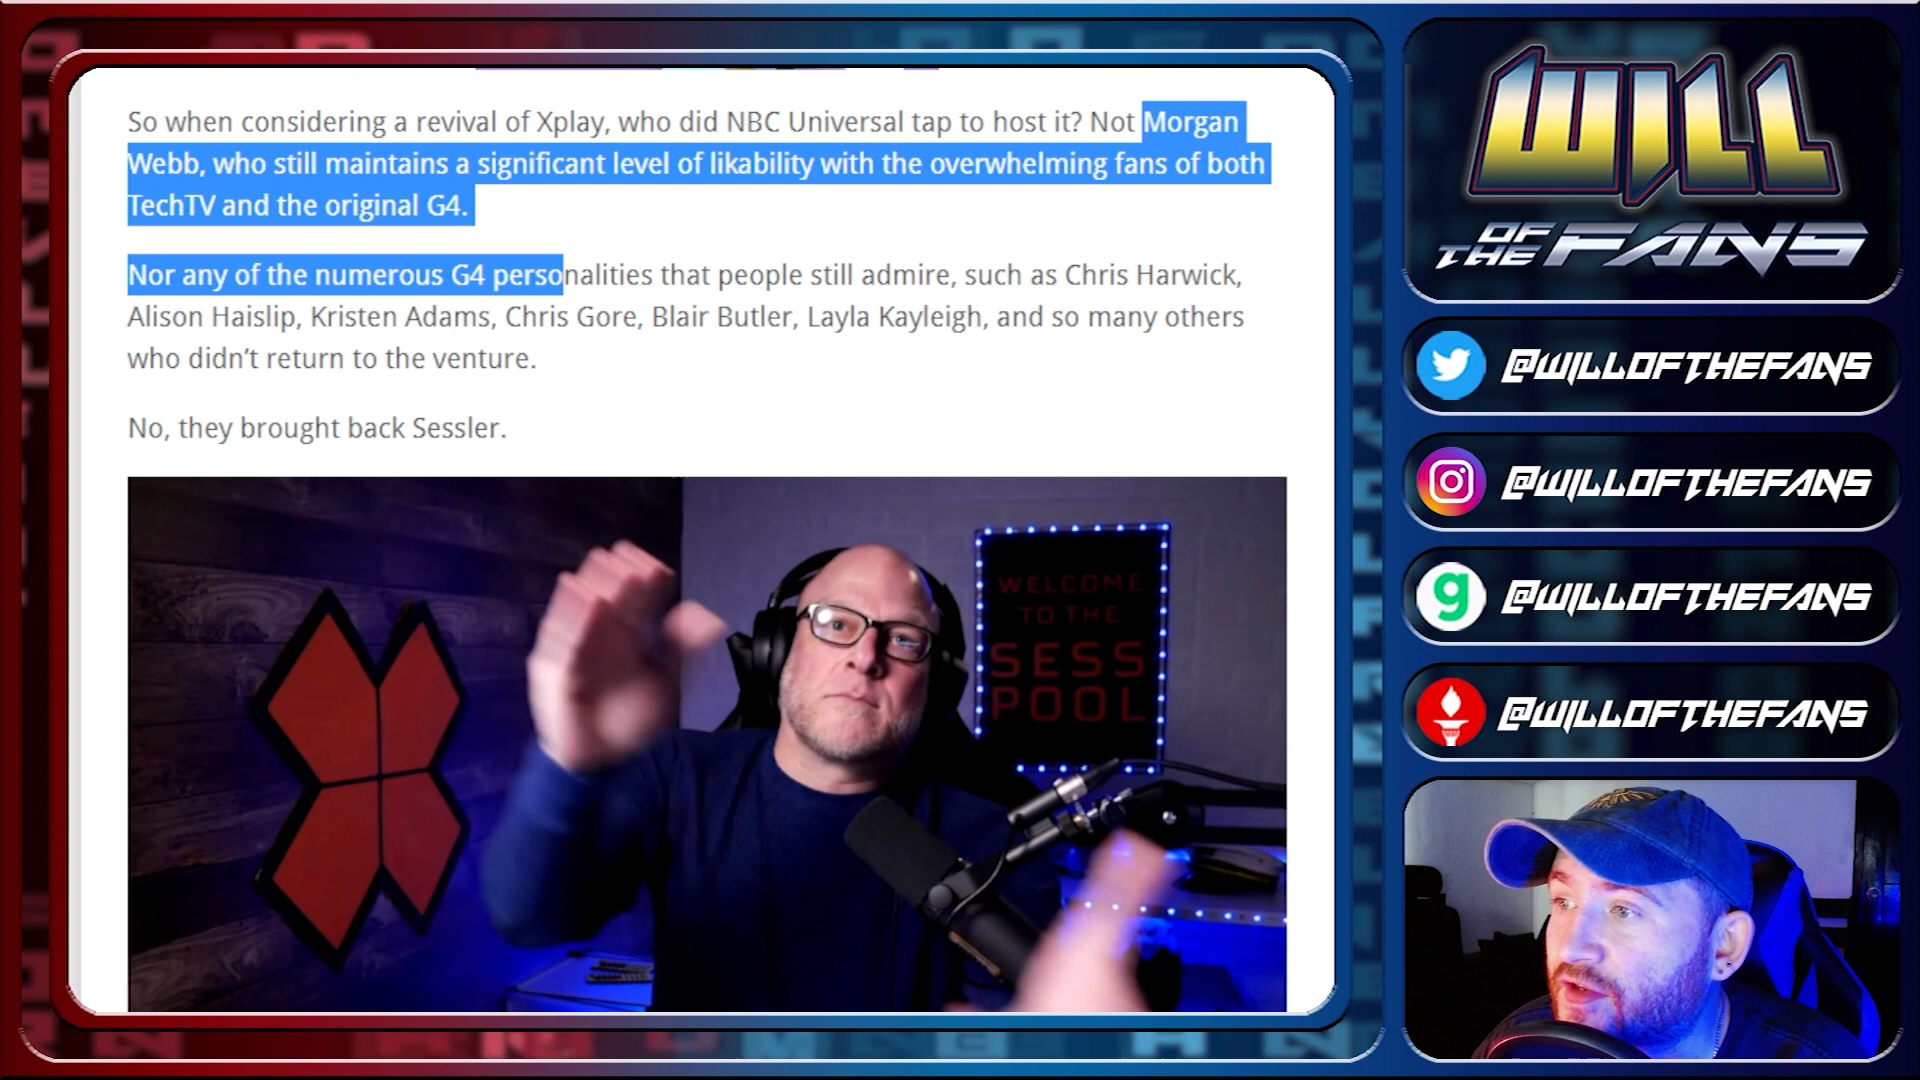 So when considering a revival of Xplay, who did NBC Universal tap to host it? Not Morgan
Webb, who still maintains a significant level of likability with the overwhelming fans of both
TechTV and the original G4.
Nor any of the numerous G4 personalities that people still admire, such as Chris Harwick,
Alison Haislip, Kristen Adams, Chris Gore, Blair Butler, Layla Kayleigh, and so many others
who didn’t return to the venture.
No, they brought back Sessler.
WELCOME
TO THE
SESS
POOL
WILL
OF
THE FANS
@WILLOFTHEFANS
@WILLOFTHEFANS
g
@WILLOFTHEFANS
@WILLOFTHEFANS